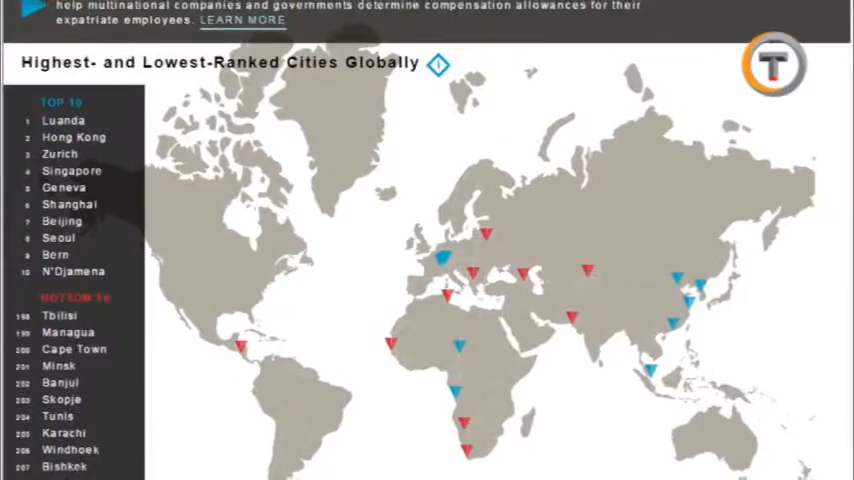 help multinational companies and governments determine compensation allowances for their
expatriate employees. LEARN MORE
Highest- and Lowest-Ranked Cities Globally
i
T
TOP 10
1 Luanda
2 Hong Kong
3 Zurich
4 Singapore
5 Geneva
6 Shanghai
7 Beijing
8 Seoul
9 Bern
10 N'Djamena
BOTTOM 10
198 Tbilisi
199 Managua
200 Cape Town
201 Minsk
202 Banjul
203 Skopje
204 Tunis
205 Karachi
206 Windhoek
207 Bishkek